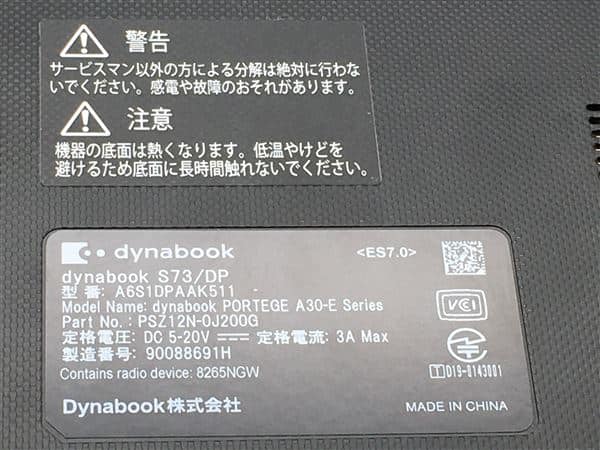 警告
サービスマン以外の方による分解は絶対に行わな
いでください。感電や故障のおそれがあります。
注意
機器の底面は熱くなります。低温やけどを
避けるため底面に長時間触れないでください。
dynabook
<ES7.0>
dynabook S73/DP
型 番: A6S1DPAAK511 -
Model Name: dynabook PORTEGE A30-E Series
Part No.: PSZ12N-0J200G
VCI
定格電圧: DC 5-20V ⎓ 定格電流: 3A Max
製造番号: 90088691H
T D19-0143001
Contains radio device: 8265NGW
Dynabook株式会社
MADE IN CHINA